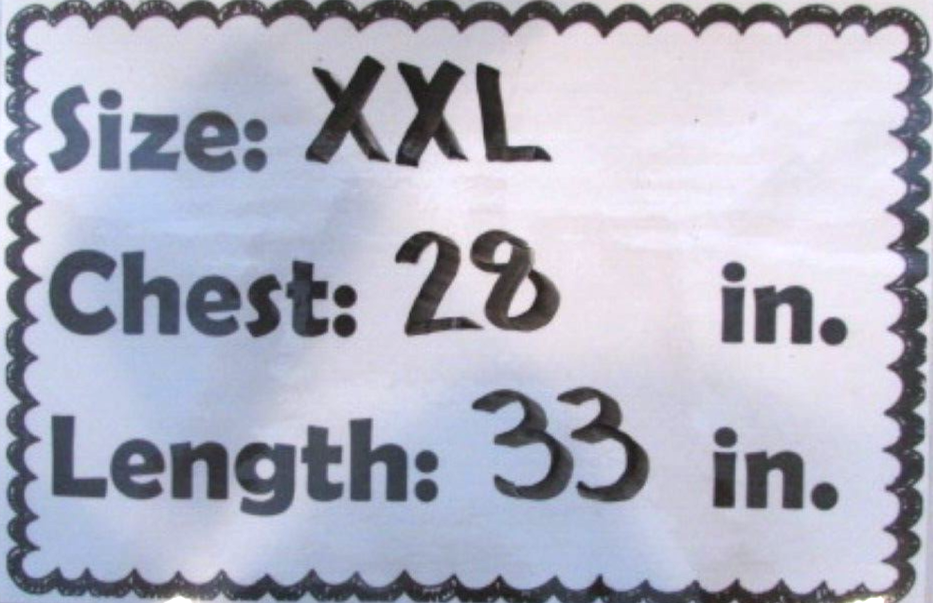 Size: XXL
Chest: 28 in.
Length: 33 in.